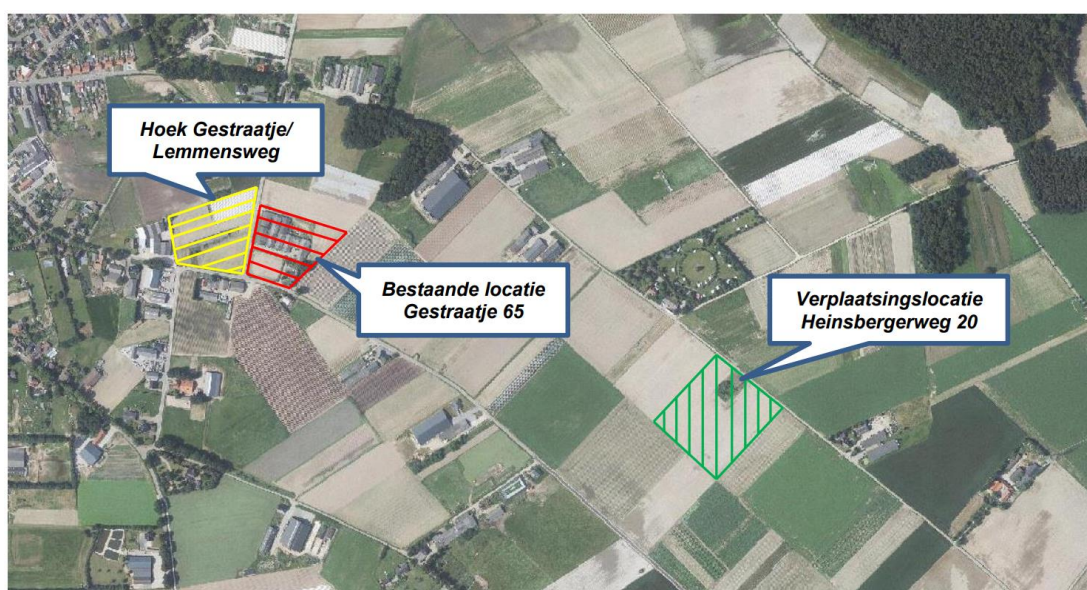 Hoek Gestraatje/
Lemmensweg
Bestaande locatie
Gestraatje 65
Verplaatsingslocatie
Heinsbergerweg 20